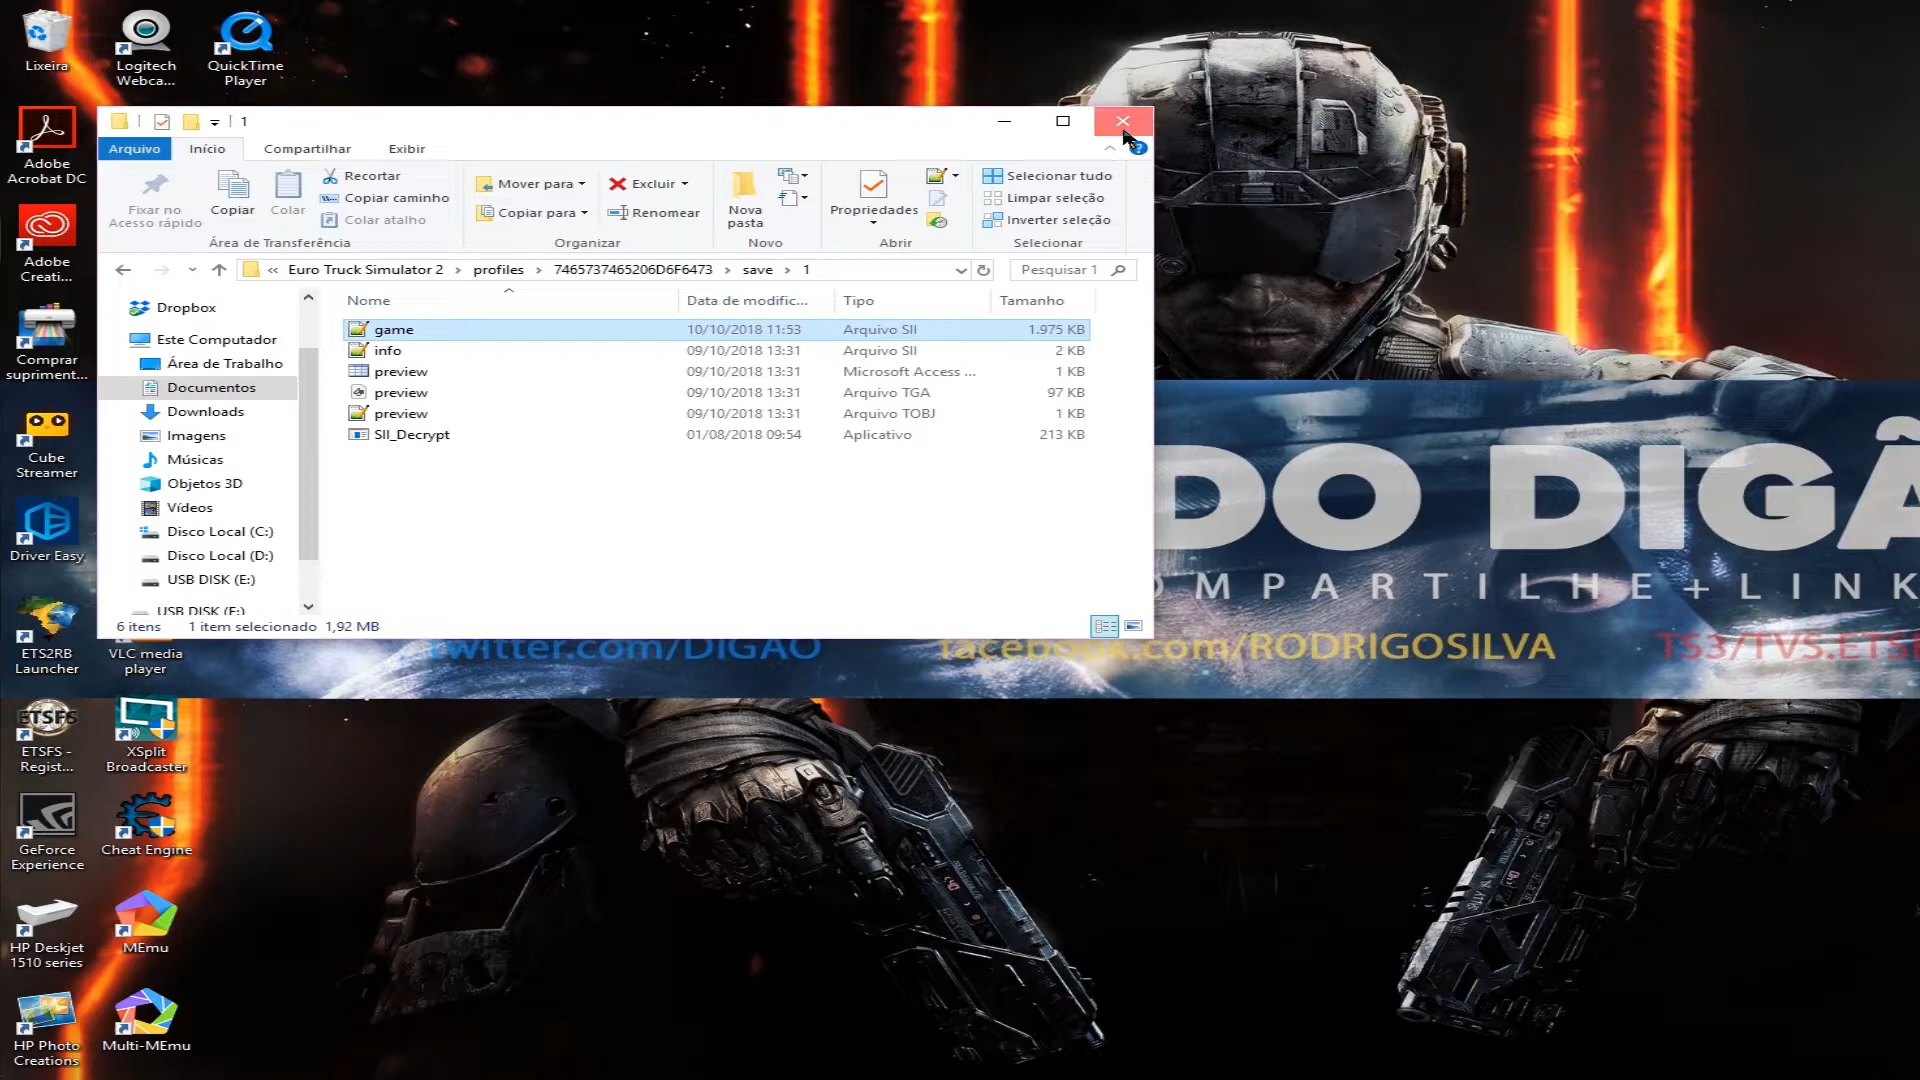 Lixeira
Logitech
Webca...
QuickTime
Player
Adobe
Acrobat DC
Adobe
Creati...
Comprar
supriment...
Cube
Streamer
Driver Easy
ETS2RB
Launcher
VLC media
player
ETSFS
ETSFS -
Regist...
XSplit
Broadcaster
GeForce
Experience
Cheat Engine
HP Deskjet
1510 series
MEmu
HP Photo
Creations
Multi-MEmu
1
Arquivo Início Compartilhar Exibir
Fixar no
Acesso rápido
Copiar
Colar
Recortar
Copiar caminho
Colar atalho
Área de Transferência
Mover para
Copiar para
Excluir
Renomear
Organizar
Nova
pasta
Novo
Propriedades
Abrir
Selecionar tudo
Limpar seleção
Inverter seleção
Selecionar
« Euro Truck Simulator 2 › profiles › 7465737465206D6F6473 › save › 1
Pesquisar 1
Dropbox
Este Computador
Área de Trabalho
Documentos
Downloads
Imagens
Músicas
Objetos 3D
Vídeos
Disco Local (C:)
Disco Local (D:)
USB DISK (E:)
USB DISK (F:)
Nome Data de modific... Tipo Tamanho
game 10/10/2018 11:53 Arquivo SII 1.975 KB
info 09/10/2018 13:31 Arquivo SII 2 KB
preview 09/10/2018 13:31 Microsoft Access ... 1 KB
preview 09/10/2018 13:31 Arquivo TGA 97 KB
preview 09/10/2018 13:31 Arquivo TOBJ 1 KB
SII_Decrypt 01/08/2018 09:54 Aplicativo 213 KB
6 itens 1 item selecionado 1,92 MB
DO DIGÃ
OMPARTILHE+LINK
twitter.com/DIGAO
facebook.com/RODRIGOSILVA
TS3/TVS.ETS